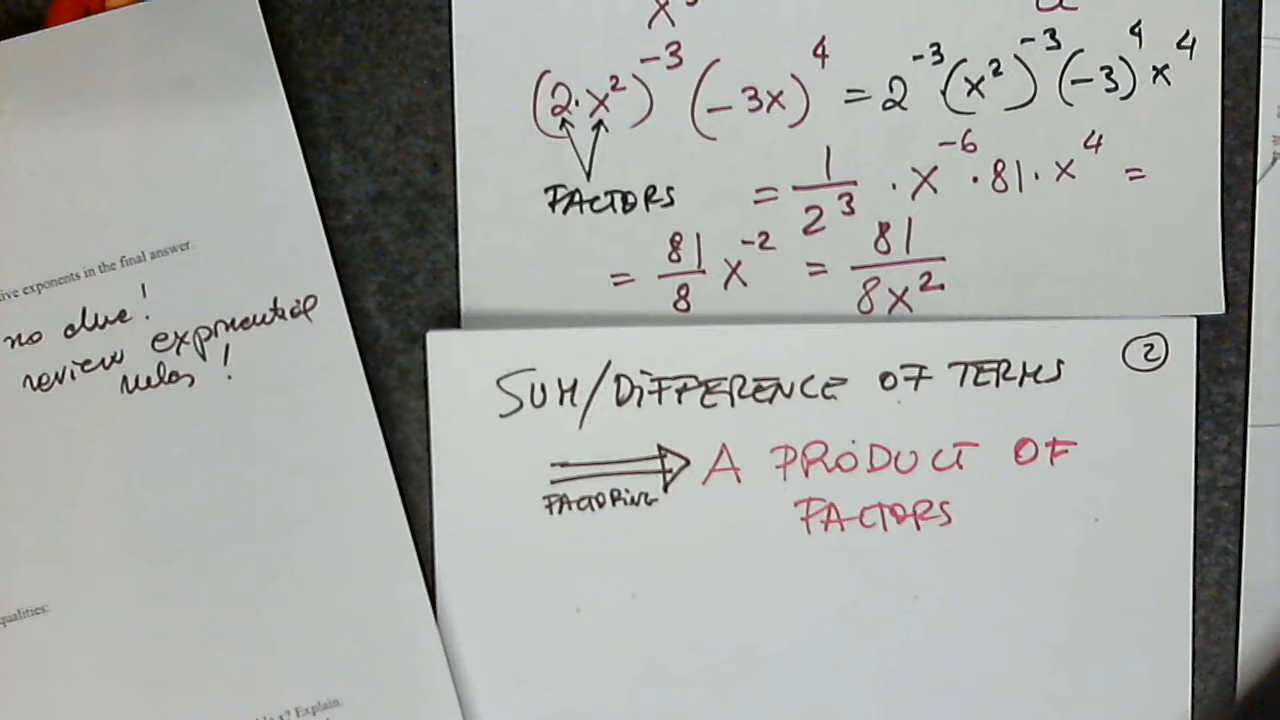 ive exponents in the final answer.
no clue!
review exponential
rules!
qualities:
x? Explain.
(2·x²)⁻³ (−3x)⁴ = 2⁻³(x²)⁻³(−3)⁴x⁴
FACTORS
= 1/2³ · x⁻⁶ · 81 · x⁴ =
= 81/8 x⁻² = 81/8x²
2
SUM/DIFFERENCE OF TERMS
⟹ A PRODUCT OF
FACTORING
FACTORS